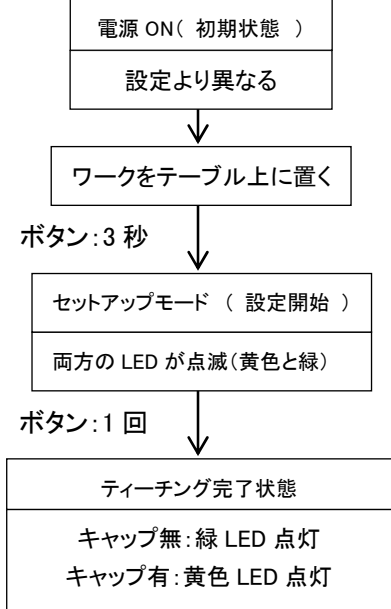 電源 ON（ 初期状態 ）
設定より異なる
ワークをテーブル上に置く
ボタン：3 秒
セットアップモード （ 設定開始 ）
両方の LED が点滅（黄色と緑）
ボタン：1 回
ティーチング完了状態
キャップ無：緑 LED 点灯
キャップ有：黄色 LED 点灯